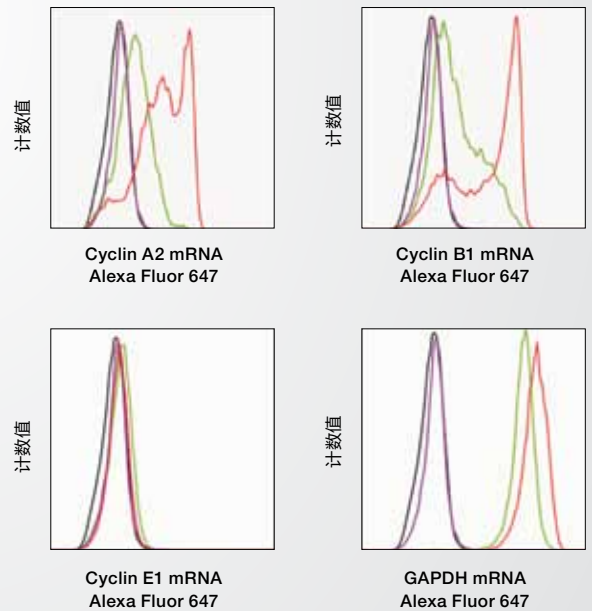 计数值
Cyclin A2 mRNA
Alexa Fluor 647
计数值
Cyclin B1 mRNA
Alexa Fluor 647
计数值
Cyclin E1 mRNA
Alexa Fluor 647
计数值
GAPDH mRNA
Alexa Fluor 647